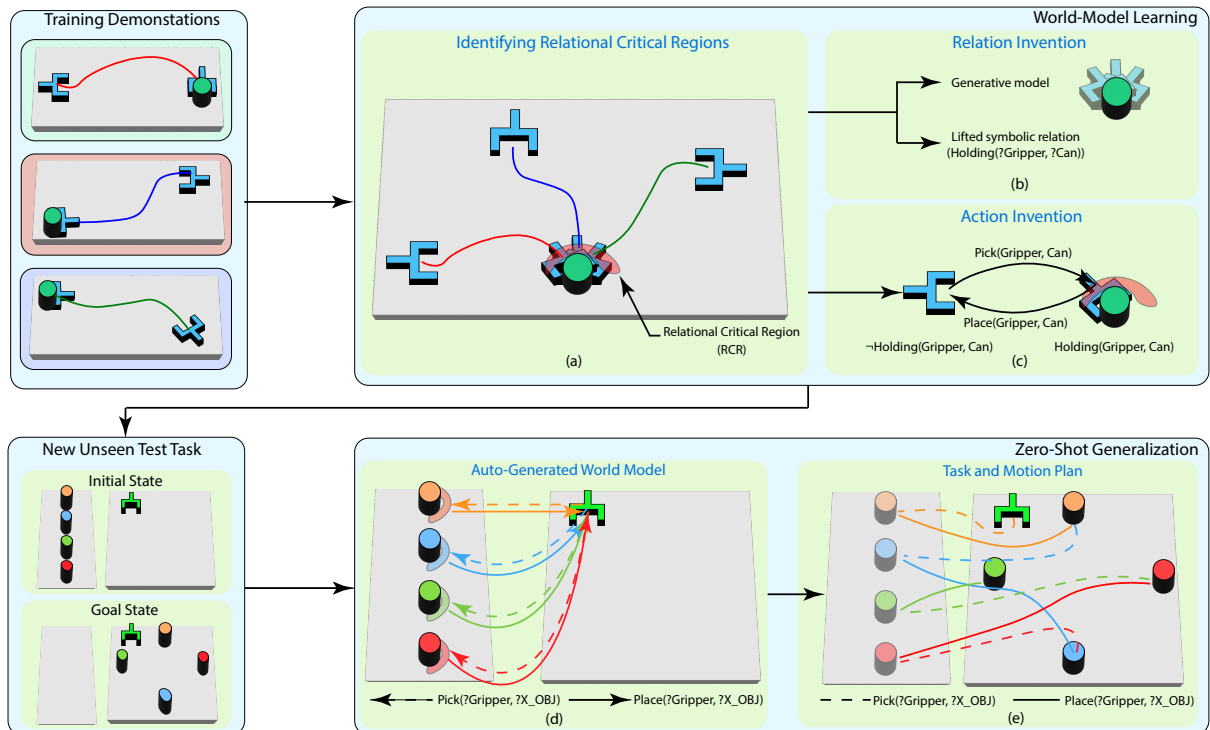 Training Demonstations
World-Model Learning
Identifying Relational Critical Regions
Relational Critical Region
(RCR)
(a)
Relation Invention
Generative model
Lifted symbolic relation
(Holding(?Gripper, ?Can))
(b)
Action Invention
Pick(Gripper, Can)
Place(Gripper, Can)
¬Holding(Gripper, Can)
Holding(Gripper, Can)
(c)
New Unseen Test Task
Initial State
Goal State
Zero-Shot Generalization
Auto-Generated World Model
Pick(?Gripper, ?X_OBJ)
Place(?Gripper, ?X_OBJ)
(d)
Task and Motion Plan
Pick(?Gripper, ?X_OBJ)
Place(?Gripper, ?X_OBJ)
(e)